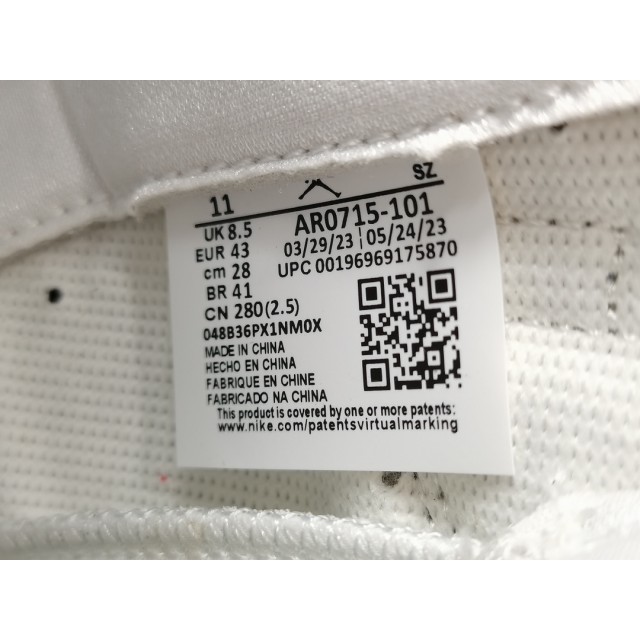 11 SZ
UK 8.5 AR0715-101
EUR 43 03/29/23 | 05/24/23
cm 28 UPC 00196969175870
BR 41
CN 280(2.5)
048B36PX1NM0X
MADE IN CHINA
HECHO EN CHINA
FABRIQUE EN CHINE
FABRICADO NA CHINA
This product is covered by one or more patents:
www.nike.com/patentsvirtualmarking